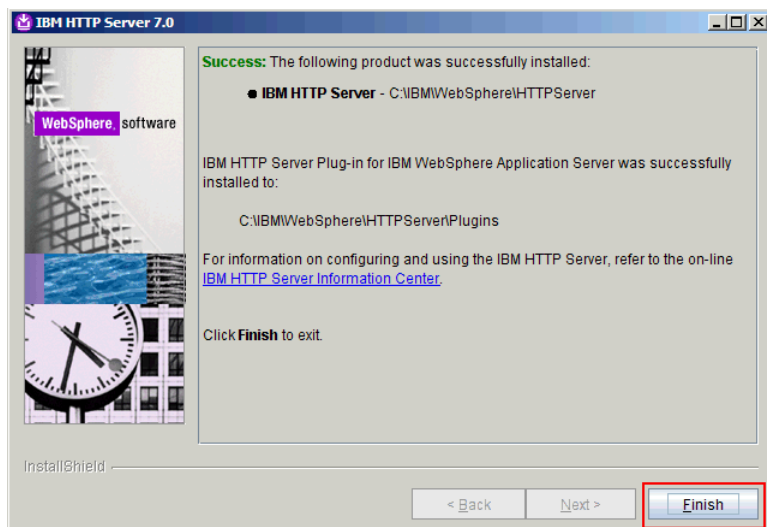 IBM HTTP Server 7.0
WebSphere. software
Success: The following product was successfully installed:
● IBM HTTP Server - C:\IBM\WebSphere\HTTPServer
IBM HTTP Server Plug-in for IBM WebSphere Application Server was successfully
installed to:
C:\IBM\WebSphere\HTTPServer\Plugins
For information on configuring and using the IBM HTTP Server, refer to the on-line
IBM HTTP Server Information Center.
Click Finish to exit.
InstallShield
< Back Next > Finish